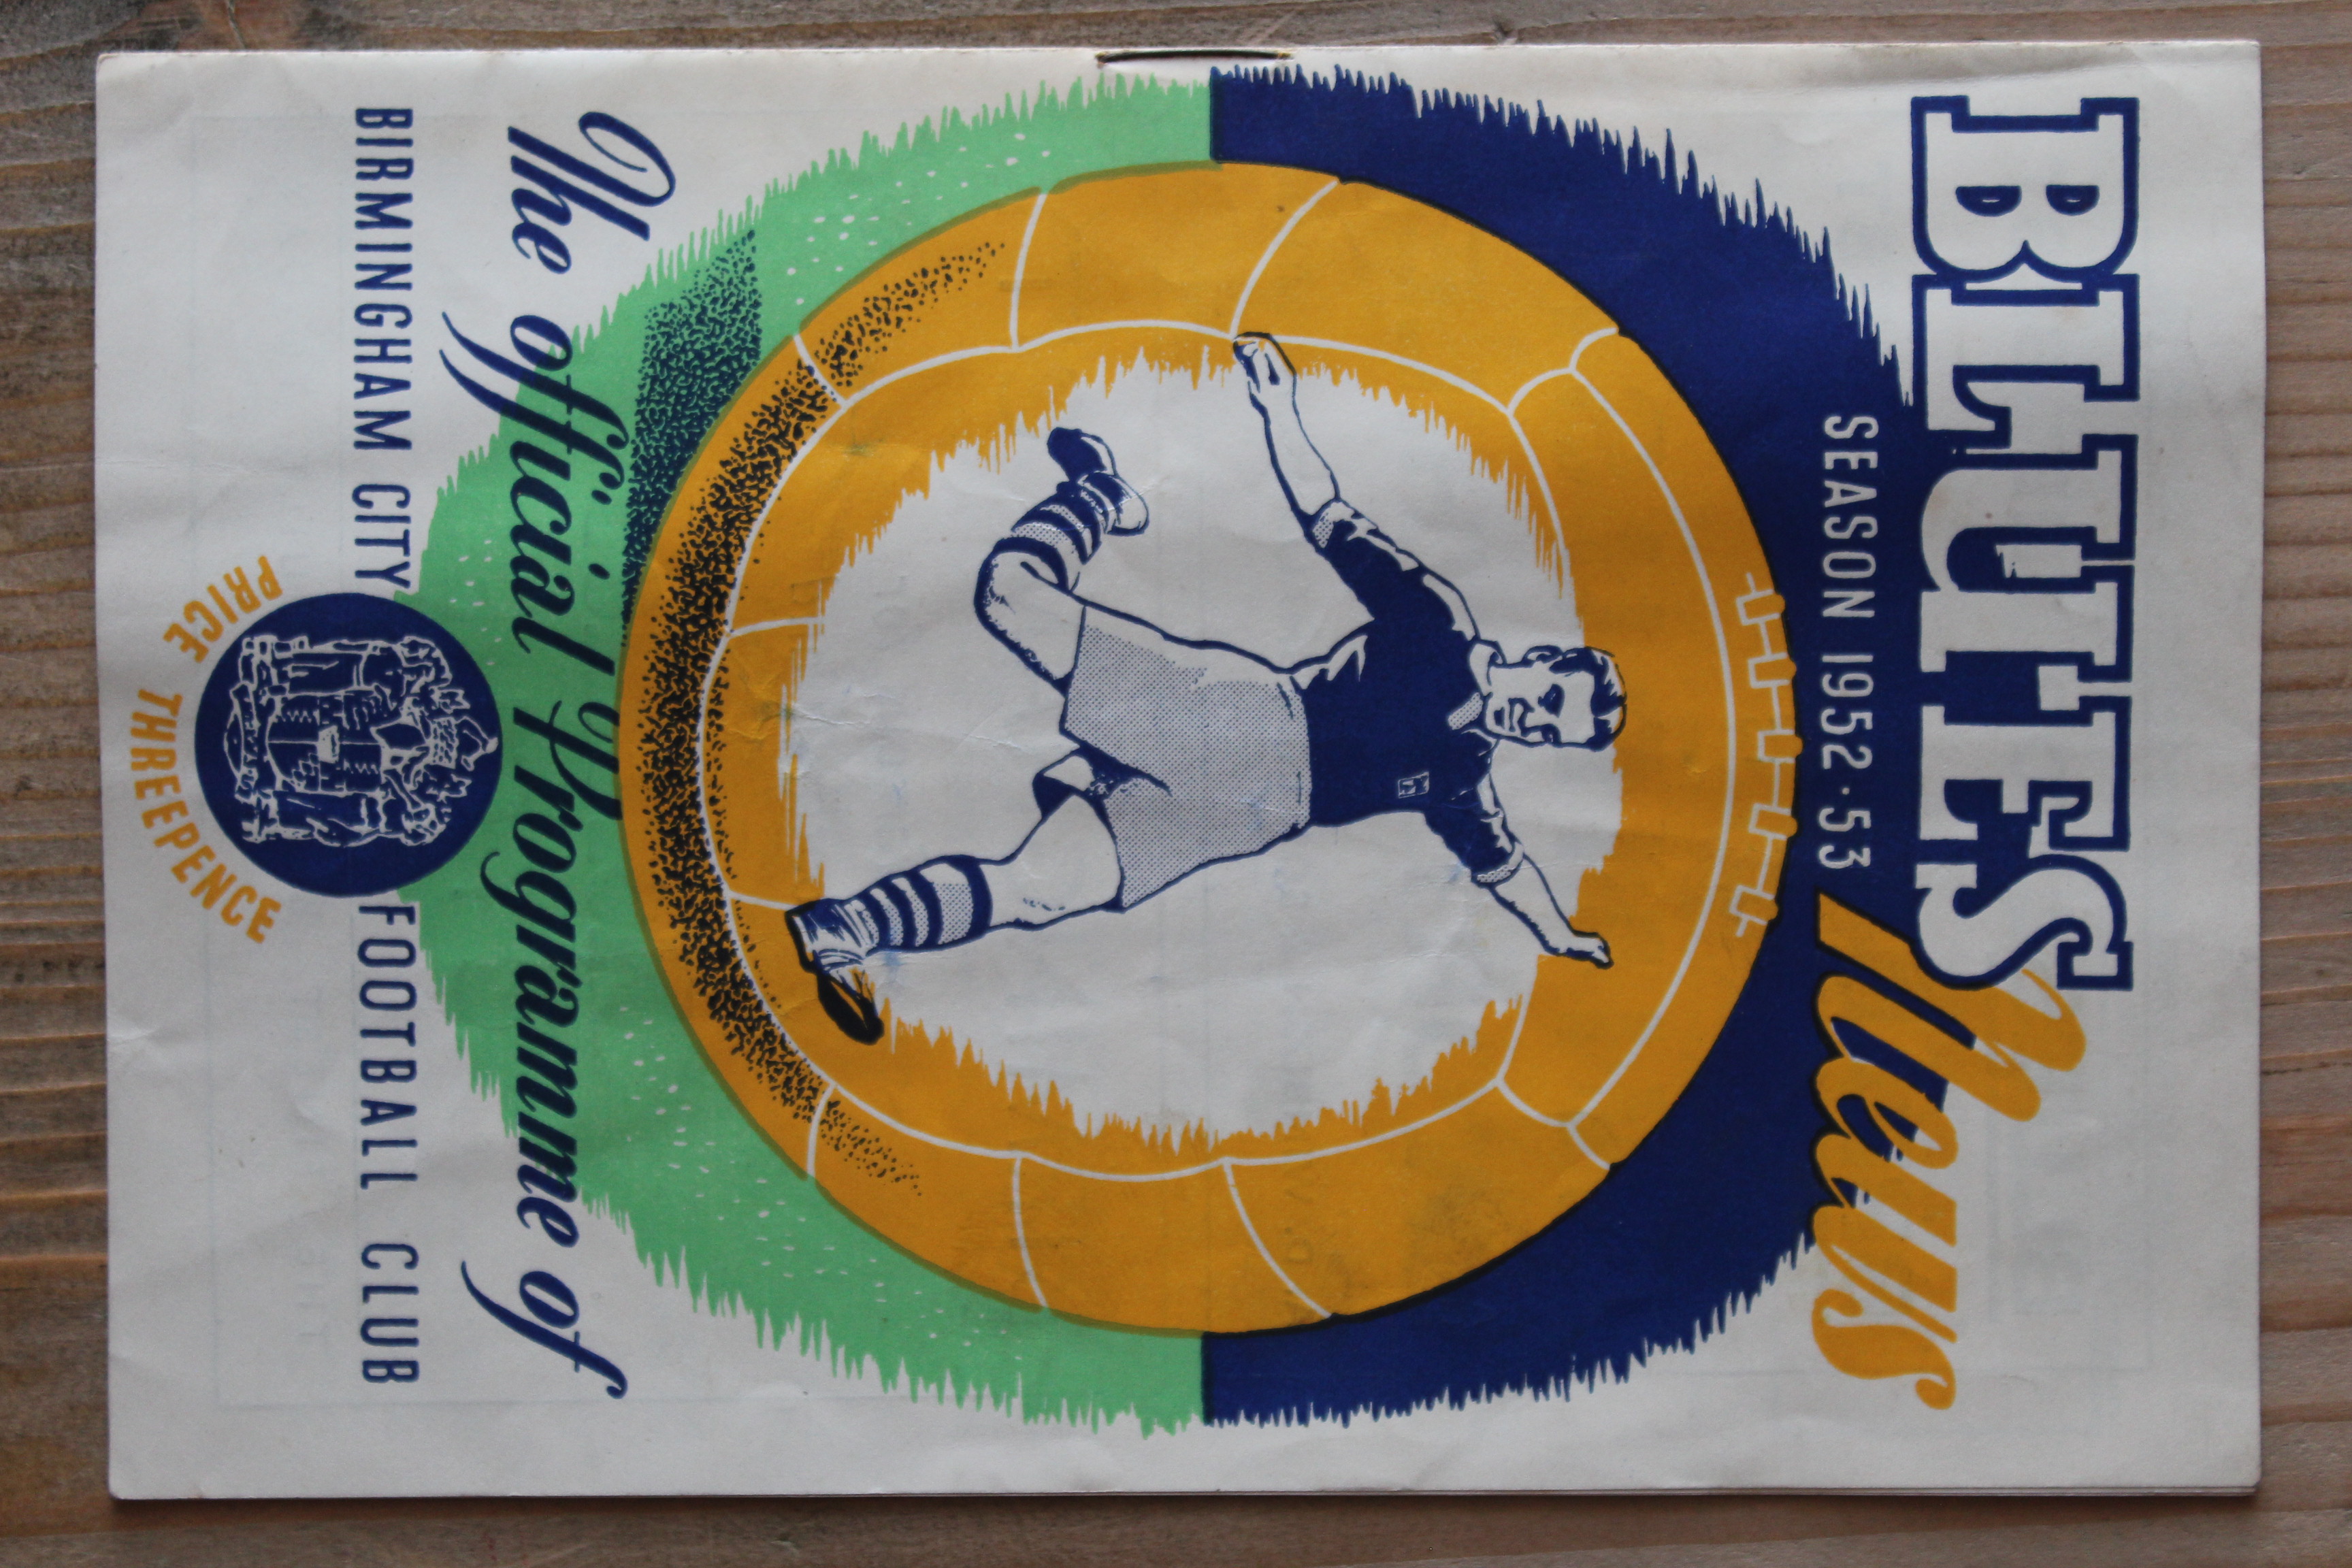 BLUES News
SEASON 1952·53
The official Programme of
BIRMINGHAM CITY FOOTBALL CLUB
PRICE THREEPENCE